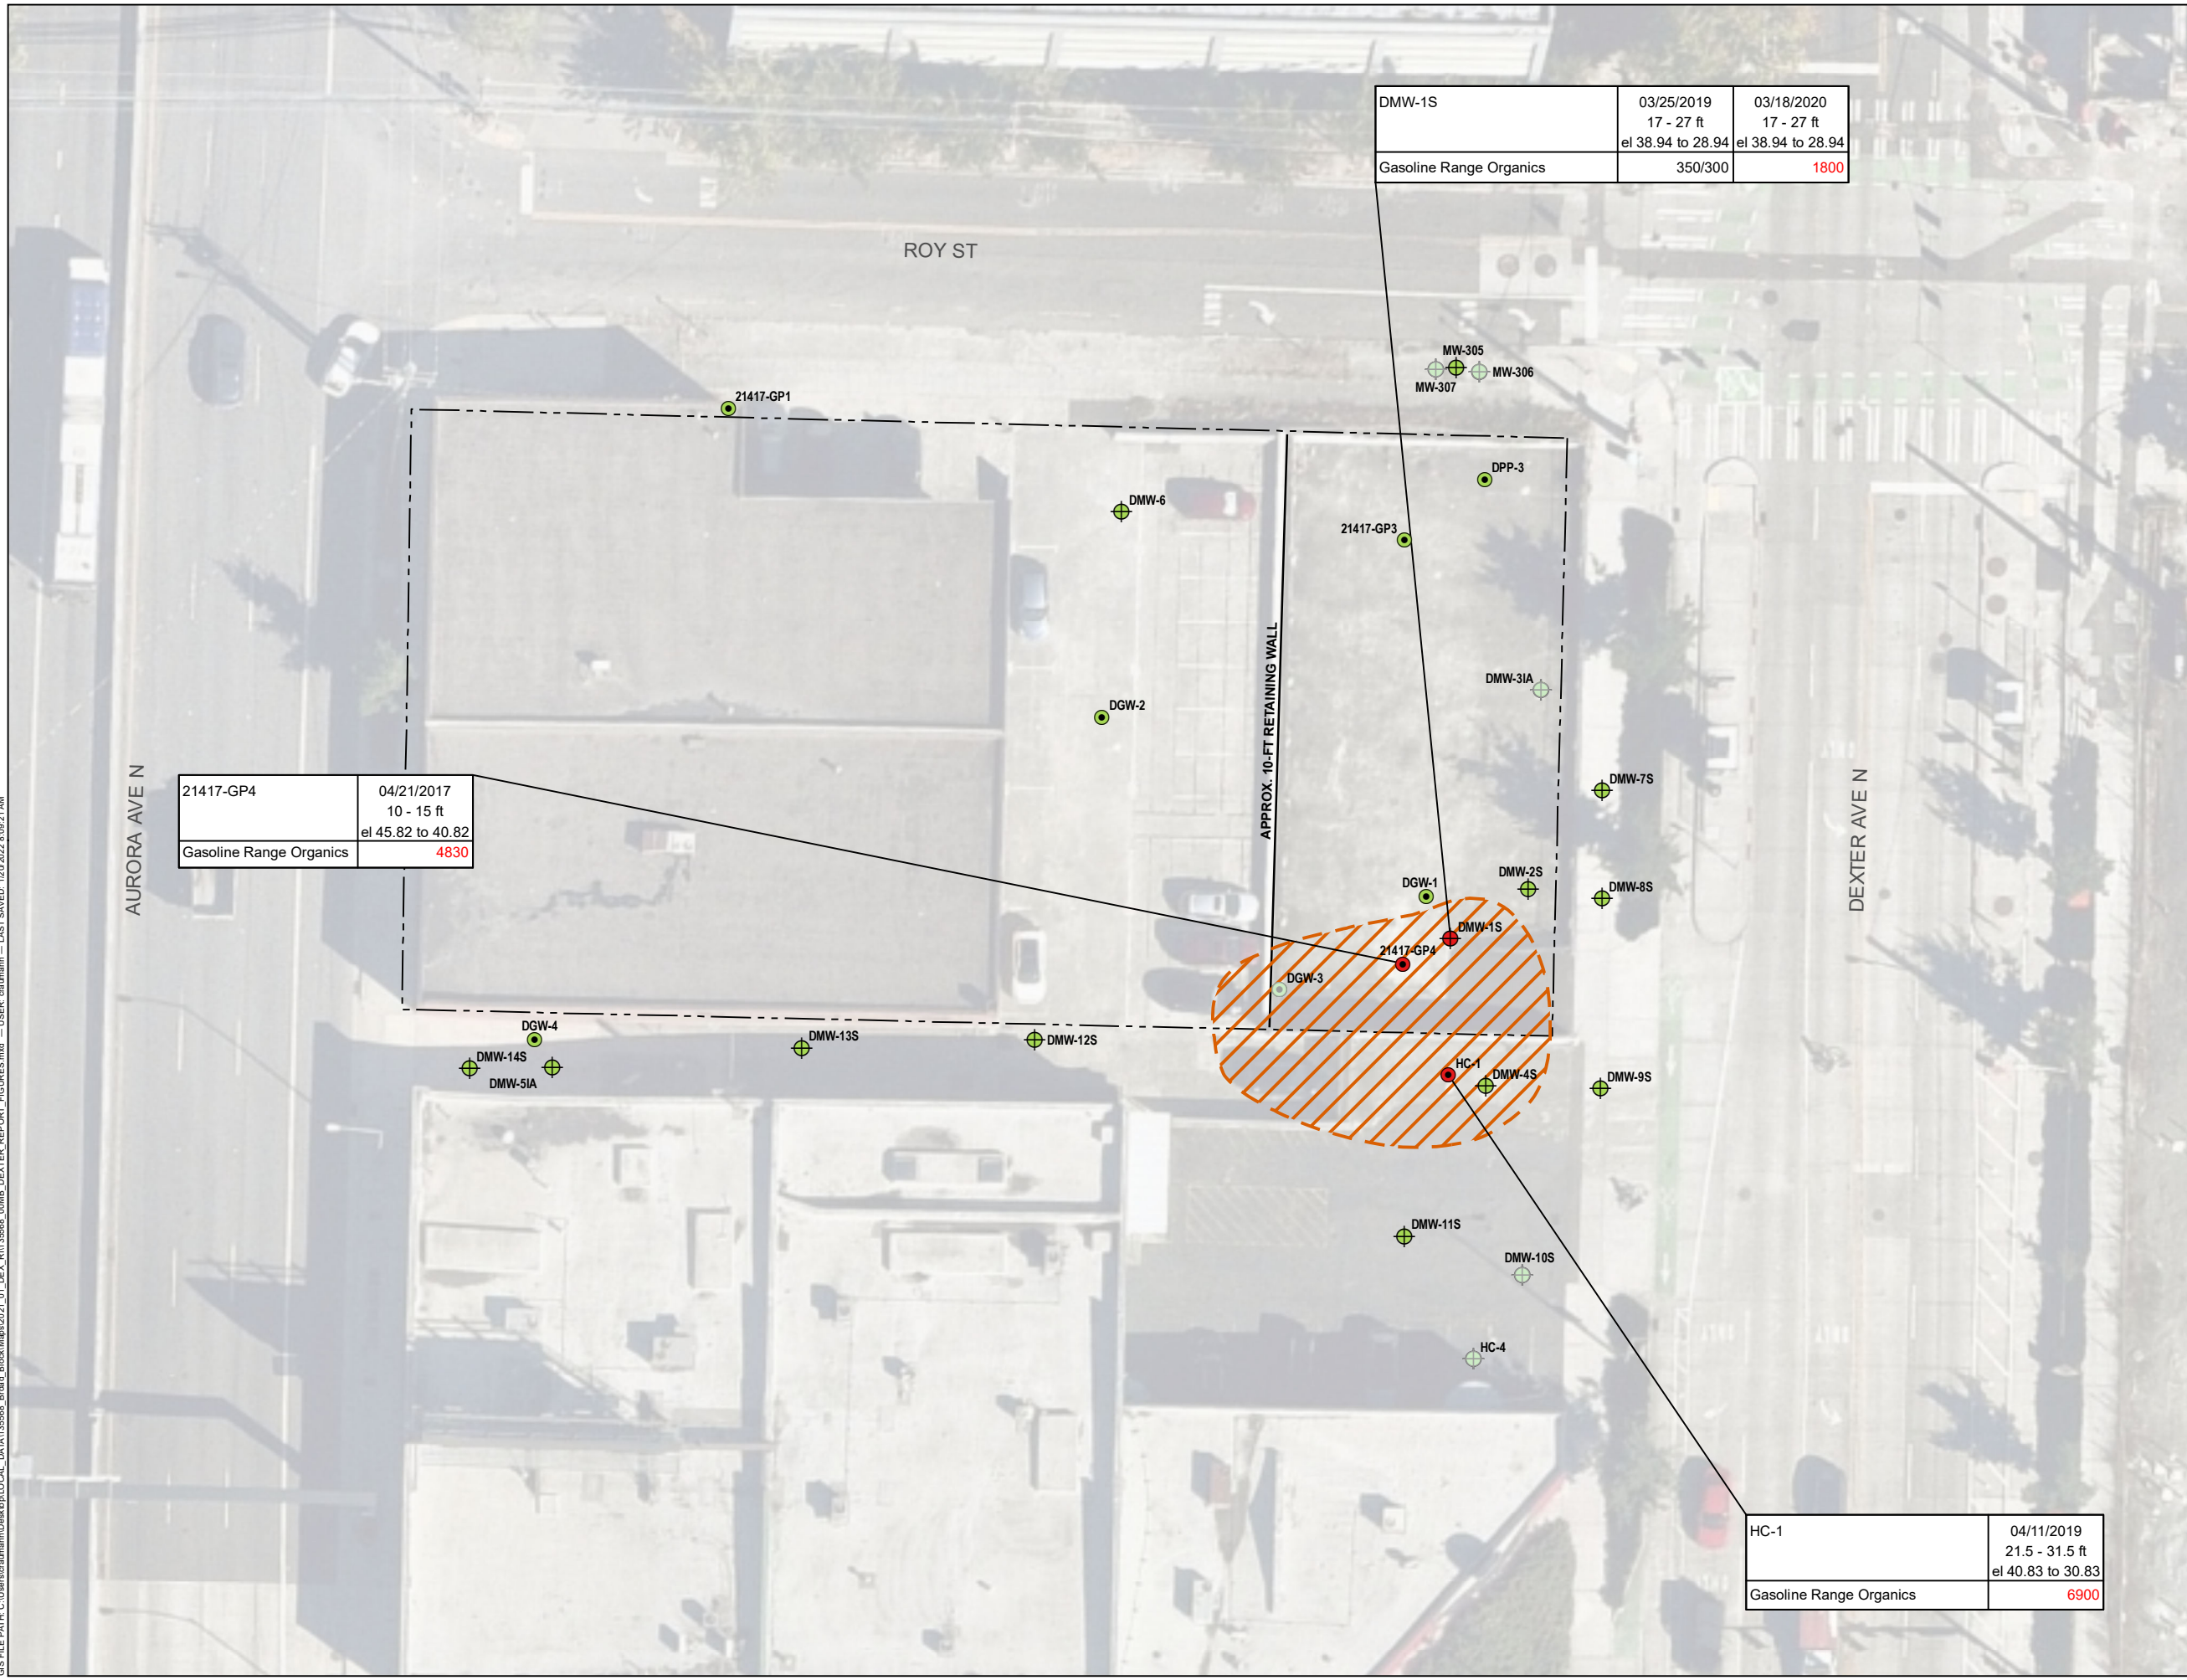 DMW-1S 03/25/2019 03/18/2020
17 - 27 ft 17 - 27 ft
el 38.94 to 28.94 el 38.94 to 28.94
Gasoline Range Organics 350/300 1800
ROY ST
MW-305
MW-306
MW-307
21417-GP1
DPP-3
DMW-6
21417-GP3
APPROX. 10-FT RETAINING WALL
DMW-3IA
DGW-2
AURORA AVE N
DEXTER AVE N
DMW-7S
21417-GP4 04/21/2017
10 - 15 ft
el 45.82 to 40.82
Gasoline Range Organics 4830
DGW-1
DMW-2S
DMW-8S
DMW-1S
21417-GP4
DGW-3
DGW-4
DMW-13S
DMW-12S
DMW-14S
DMW-5IA
HC-1
DMW-4S
DMW-9S
DMW-11S
DMW-10S
HC-4
HC-1 04/11/2019
21.5 - 31.5 ft
el 40.83 to 30.83
Gasoline Range Organics 6900